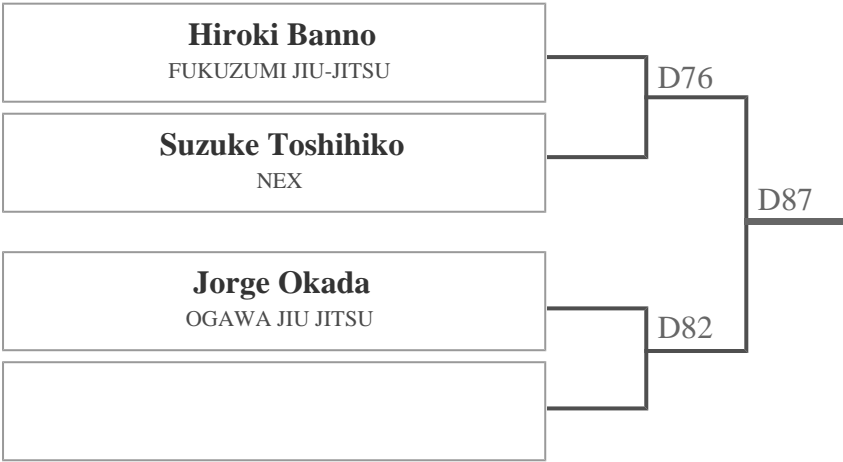 Hiroki Banno
FUKUZUMI JIU-JITSU
D76
Suzuke Toshihiko
NEX
D87
Jorge Okada
OGAWA JIU JITSU
D82